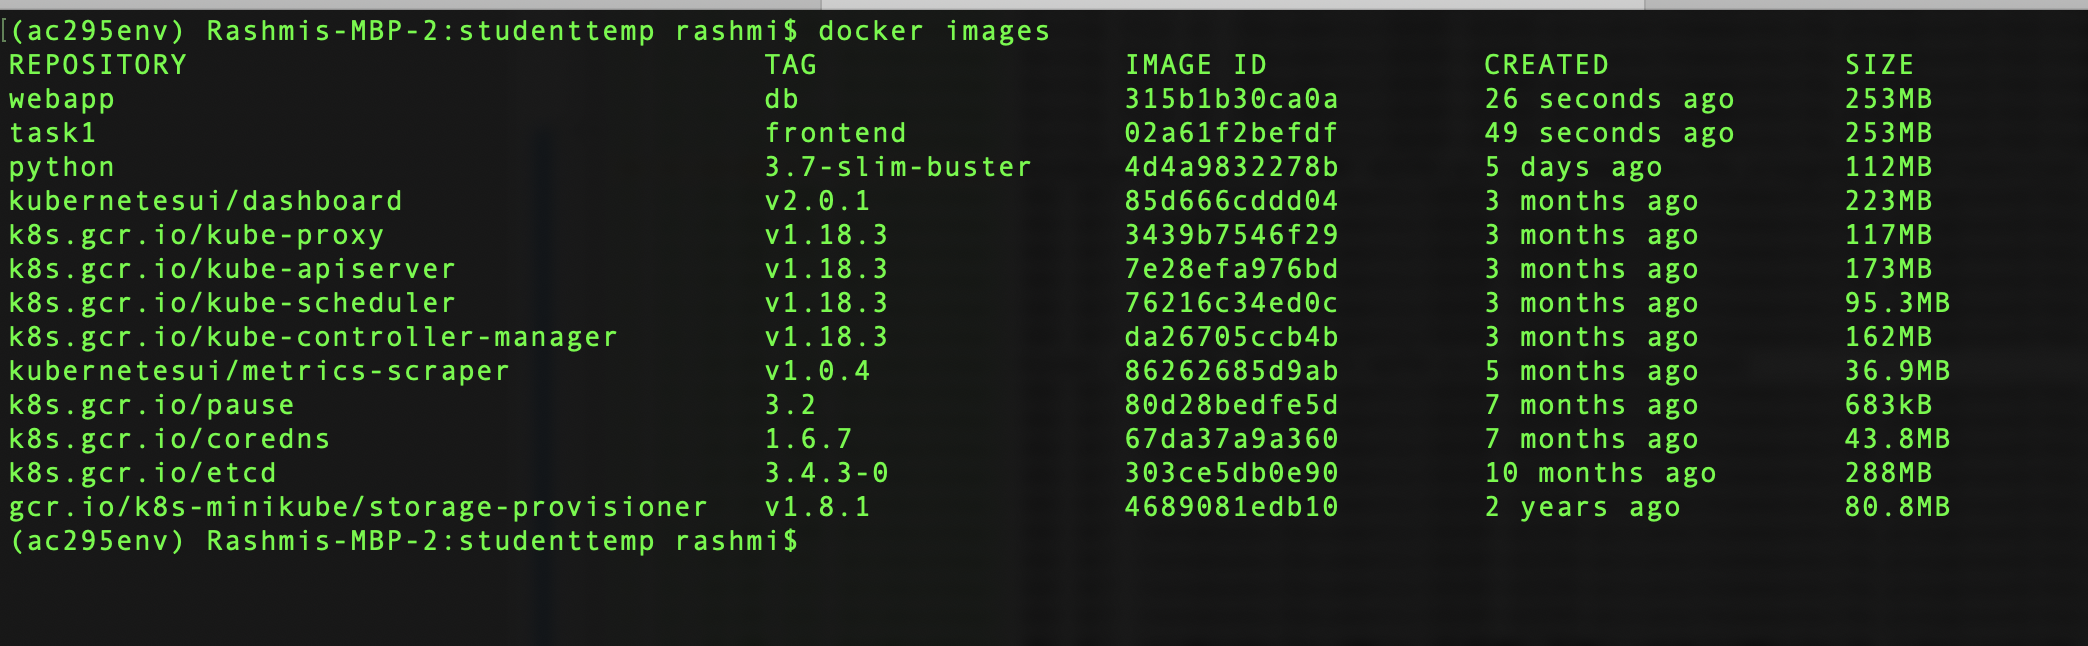 (ac295env) Rashmis-MBP-2:studenttemp rashmi$ docker images
REPOSITORY TAG IMAGE ID CREATED SIZE
webapp db 315b1b30ca0a 26 seconds ago 253MB
task1 frontend 02a61f2befdf 49 seconds ago 253MB
python 3.7-slim-buster 4d4a9832278b 5 days ago 112MB
kubernetesui/dashboard v2.0.1 85d666cddd04 3 months ago 223MB
k8s.gcr.io/kube-proxy v1.18.3 3439b7546f29 3 months ago 117MB
k8s.gcr.io/kube-apiserver v1.18.3 7e28efa976bd 3 months ago 173MB
k8s.gcr.io/kube-scheduler v1.18.3 76216c34ed0c 3 months ago 95.3MB
k8s.gcr.io/kube-controller-manager v1.18.3 da26705ccb4b 3 months ago 162MB
kubernetesui/metrics-scraper v1.0.4 86262685d9ab 5 months ago 36.9MB
k8s.gcr.io/pause 3.2 80d28bedfe5d 7 months ago 683kB
k8s.gcr.io/coredns 1.6.7 67da37a9a360 7 months ago 43.8MB
k8s.gcr.io/etcd 3.4.3-0 303ce5db0e90 10 months ago 288MB
gcr.io/k8s-minikube/storage-provisioner v1.8.1 4689081edb10 2 years ago 80.8MB
(ac295env) Rashmis-MBP-2:studenttemp rashmi$